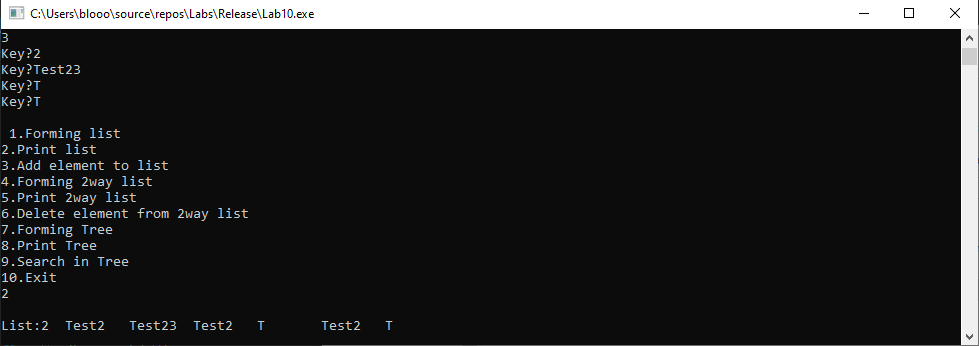 C:\Users\blooo\source\repos\Labs\Release\Lab10.exe
3
Key?2
Key?Test23
Key?T
Key?T
1.Forming list
2.Print list
3.Add element to list
4.Forming 2way list
5.Print 2way list
6.Delete element from 2way list
7.Forming Tree
8.Print Tree
9.Search in Tree
10.Exit
2
List:2  Test2   Test23  Test2   T       Test2   T